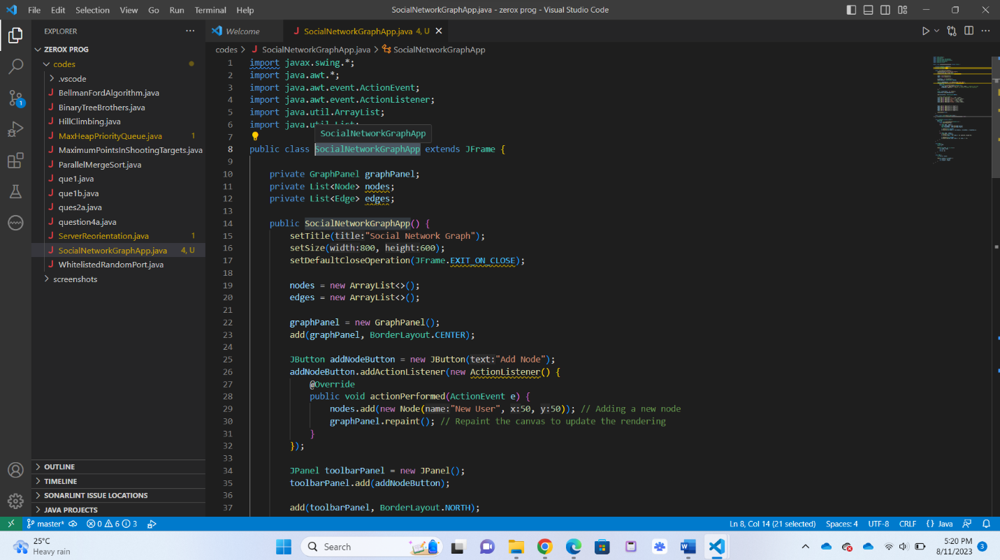 File Edit Selection View Go Run Terminal Help
SocialNetworkGraphApp.java - zerox prog - Visual Studio Code
EXPLORER
ZEROX PROG
codes
.vscode
BellmanFordAlgorithm.java
BinaryTreeBrothers.java
HillClimbing.java
MaxHeapPriorityQueue.java 1
MaximumPointsInShootingTargets.java
ParallelMergeSort.java
que1.java
que1b.java
ques2a.java
question4a.java
ServerReorientation.java 1
SocialNetworkGraphApp.java 4, U
WhitelistedRandomPort.java
screenshots
OUTLINE
TIMELINE
SONARLINT ISSUE LOCATIONS
JAVA PROJECTS
1
Welcome
SocialNetworkGraphApp.java 4, U
codes > SocialNetworkGraphApp.java > SocialNetworkGraphApp
1 import javax.swing.*;
2 import java.awt.*;
3 import java.awt.event.ActionEvent;
4 import java.awt.event.ActionListener;
5 import java.util.ArrayList;
6 import java.util.List;
SocialNetworkGraphApp
7
8 public class SocialNetworkGraphApp extends JFrame {
9
10 private GraphPanel graphPanel;
11 private List<Node> nodes;
12 private List<Edge> edges;
13
14 public SocialNetworkGraphApp() {
15 setTitle(title:"Social Network Graph");
16 setSize(width:800, height:600);
17 setDefaultCloseOperation(JFrame.EXIT_ON_CLOSE);
18
19 nodes = new ArrayList<>();
20 edges = new ArrayList<>();
21
22 graphPanel = new GraphPanel();
23 add(graphPanel, BorderLayout.CENTER);
24
25 JButton addNodeButton = new JButton(text:"Add Node");
26 addNodeButton.addActionListener(new ActionListener() {
27 @Override
28 public void actionPerformed(ActionEvent e) {
29 nodes.add(new Node(name:"New User", x:50, y:50)); // Adding a new node
30 graphPanel.repaint(); // Repaint the canvas to update the rendering
31 }
32 });
33
34 JPanel toolbarPanel = new JPanel();
35 toolbarPanel.add(addNodeButton);
36
37 add(toolbarPanel, BorderLayout.NORTH);
master* 0 6 3
Ln 8, Col 14 (21 selected) Spaces: 4 UTF-8 CRLF {} Java
25°C
Heavy rain
Search
5:20 PM
8/11/2023
3